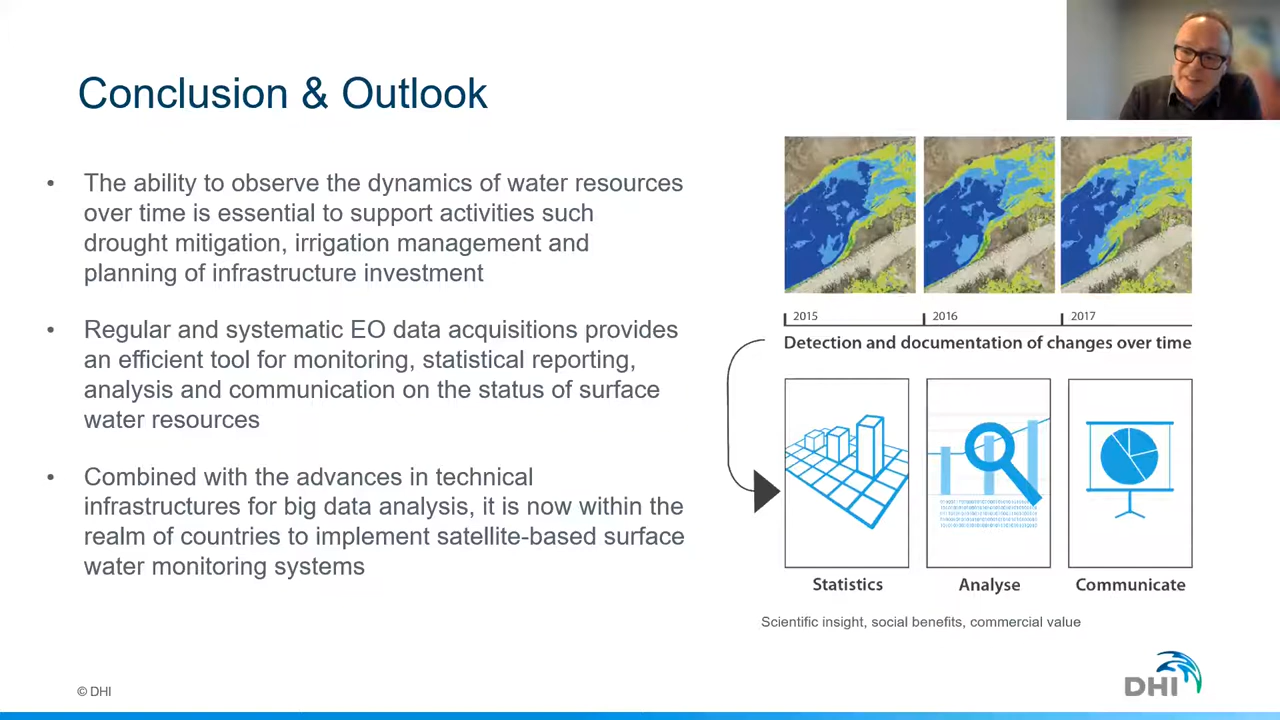 Conclusion & Outlook
• The ability to observe the dynamics of water resources
over time is essential to support activities such
drought mitigation, irrigation management and
planning of infrastructure investment
• Regular and systematic EO data acquisitions provides
an efficient tool for monitoring, statistical reporting,
analysis and communication on the status of surface
water resources
• Combined with the advances in technical
infrastructures for big data analysis, it is now within the
realm of countries to implement satellite-based surface
water monitoring systems
2015 2016 2017
Detection and documentation of changes over time
Statistics Analyse Communicate
Scientific insight, social benefits, commercial value
© DHI
DHI